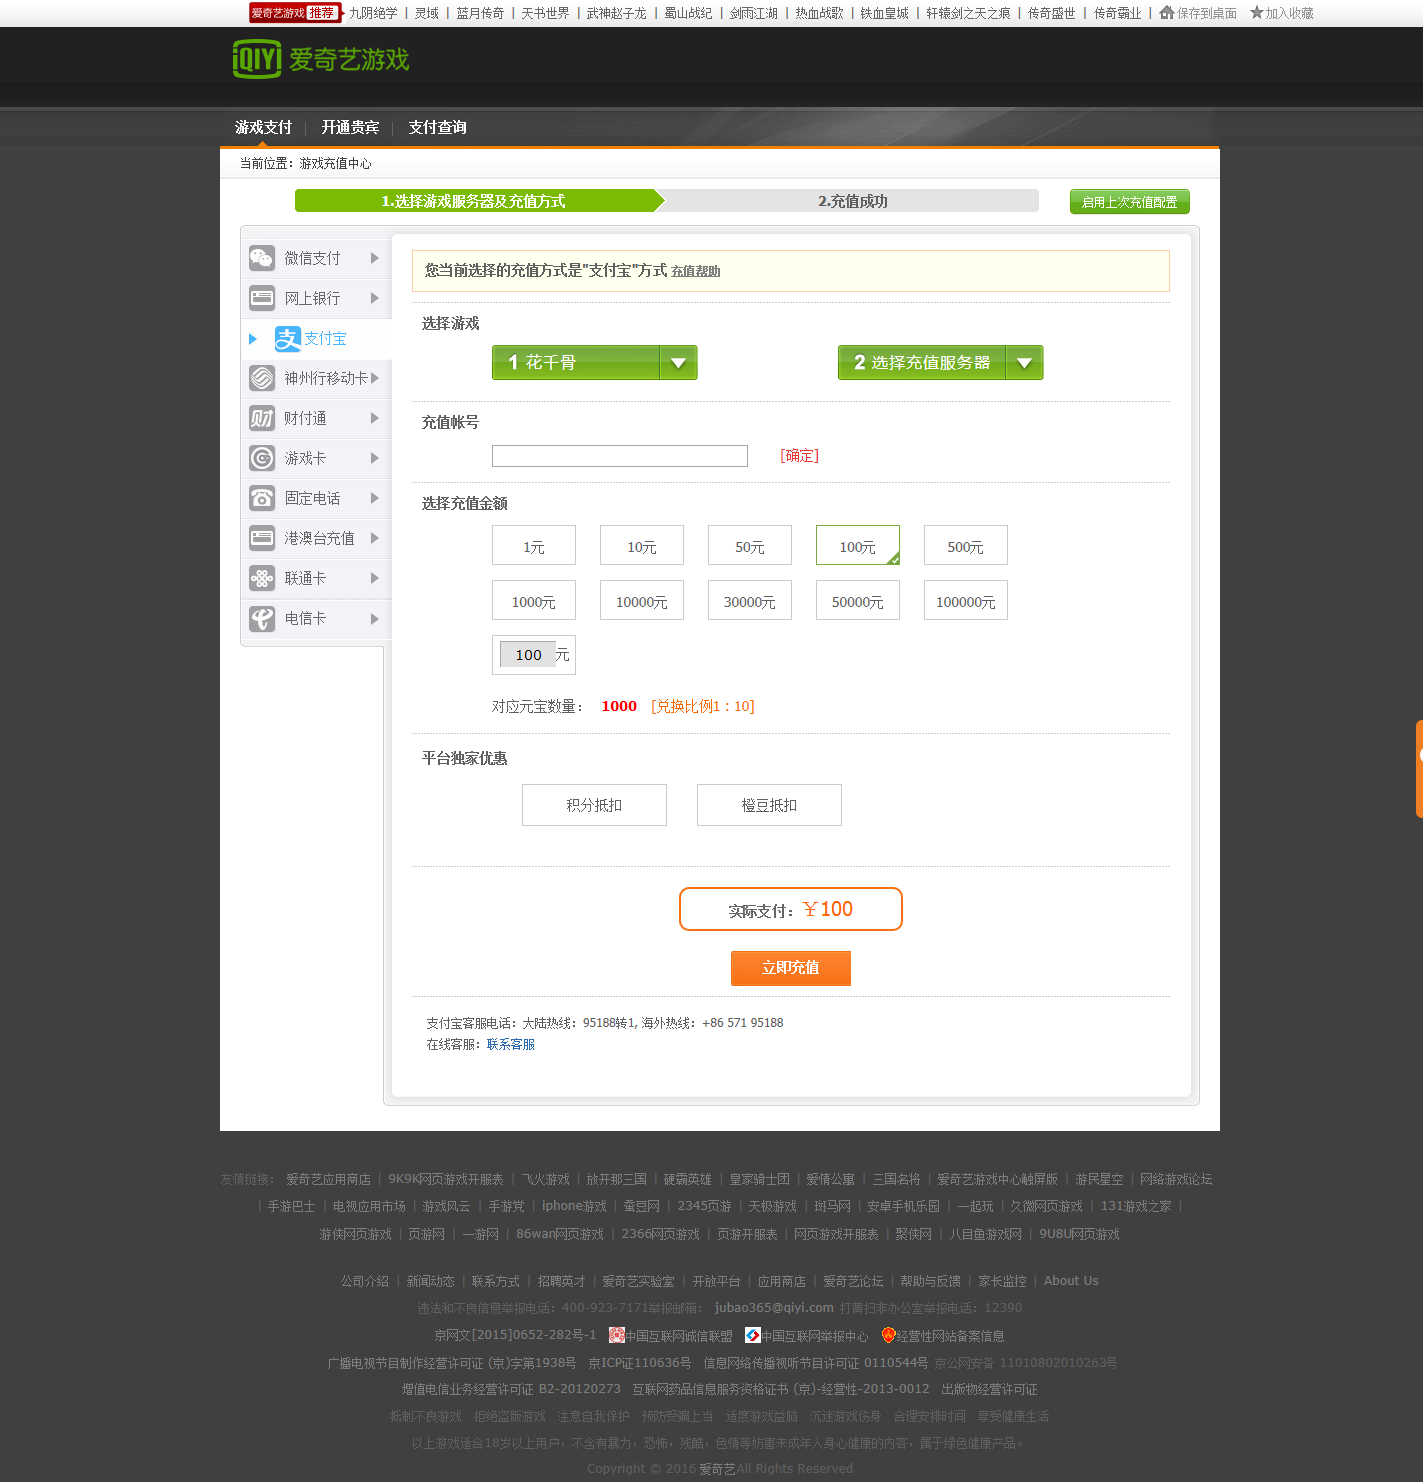 爱奇艺游戏 推荐 九阴绝学 | 灵域 | 蓝月传奇 | 天书世界 | 武神赵子龙 | 蜀山战纪 | 剑雨江湖 | 热血战歌 | 铁血皇城 | 轩辕剑之天之痕 | 传奇盛世 | 传奇霸业 | 保存到桌面 加入收藏
iQIYI 爱奇艺游戏
游戏支付 | 开通贵宾 | 支付查询
当前位置：游戏充值中心
1.选择游戏服务器及充值方式 2.充值成功 启用上次充值配置
微信支付
网上银行
支付宝
神州行移动卡
财付通
游戏卡
固定电话
港澳台充值
联通卡
电信卡
您当前选择的充值方式是"支付宝"方式 充值帮助
选择游戏
1 花千骨 2 选择充值服务器
充值帐号
[确定]
选择充值金额
1元 10元 50元 100元 500元
1000元 10000元 30000元 50000元 100000元
100 元
对应元宝数量： 1000 [兑换比例1：10]
平台独家优惠
积分抵扣 橙豆抵扣
实际支付：￥100
立即充值
支付宝客服电话：大陆热线：95188转1, 海外热线：+86 571 95188
在线客服：联系客服
友情链接： 爱奇艺应用商店 | 9K9K网页游戏开服表 | 飞火游戏 | 放开那三国 | 硬霸英雄 | 皇家骑士团 | 爱情公寓 | 三国名将 | 爱奇艺游戏中心触屏版 | 游民星空 | 网络游戏论坛
| 手游巴士 | 电视应用市场 | 游戏风云 | 手游党 | iphone游戏 | 蚕豆网 | 2345页游 | 天极游戏 | 斑马网 | 安卓手机乐园 | 一起玩 | 久微网页游戏 | 131游戏之家 |
游侠网页游戏 | 页游网 | 一游网 | 86wan网页游戏 | 2366网页游戏 | 页游开服表 | 网页游戏开服表 | 聚侠网 | 八目鱼游戏网 | 9U8U网页游戏
公司介绍 | 新闻动态 | 联系方式 | 招聘英才 | 爱奇艺实验室 | 开放平台 | 应用商店 | 爱奇艺论坛 | 帮助与反馈 | 家长监控 | About Us
违法和不良信息举报电话：400-923-7171举报邮箱： jubao365@qiyi.com 打黄扫非办公室举报电话：12390
京网文[2015]0652-282号-1 中国互联网诚信联盟 中国互联网举报中心 经营性网站备案信息
广播电视节目制作经营许可证 (京)字第1938号 京ICP证110636号 信息网络传播视听节目许可证 0110544号 京公网安备 11010802010263号
增值电信业务经营许可证 B2-20120273 互联网药品信息服务资格证书 (京)-经营性-2013-0012 出版物经营许可证
抵制不良游戏 拒绝盗版游戏 注意自我保护 预防受骗上当 适度游戏益脑 沉迷游戏伤身 合理安排时间 享受健康生活
以上游戏适合18岁以上用户，不含有暴力，恐怖，残酷，色情等妨害未成年人身心健康的内容，属于绿色健康产品。
Copyright © 2016 爱奇艺All Rights Reserved